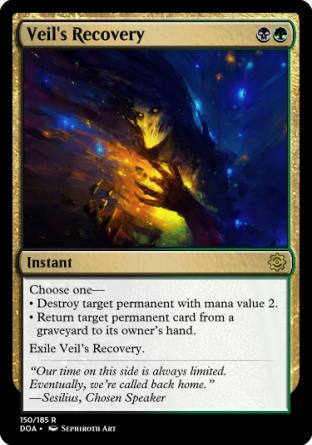 Veil's Recovery
Instant
Choose one—
• Destroy target permanent with mana value 2.
• Return target permanent card from a
graveyard to its owner's hand.
Exile Veil's Recovery.
"Our time on this side is always limited.
Eventually, we're called back home."
—Sesilius, Chosen Speaker
150/185 R
DOA • Sephiroth Art